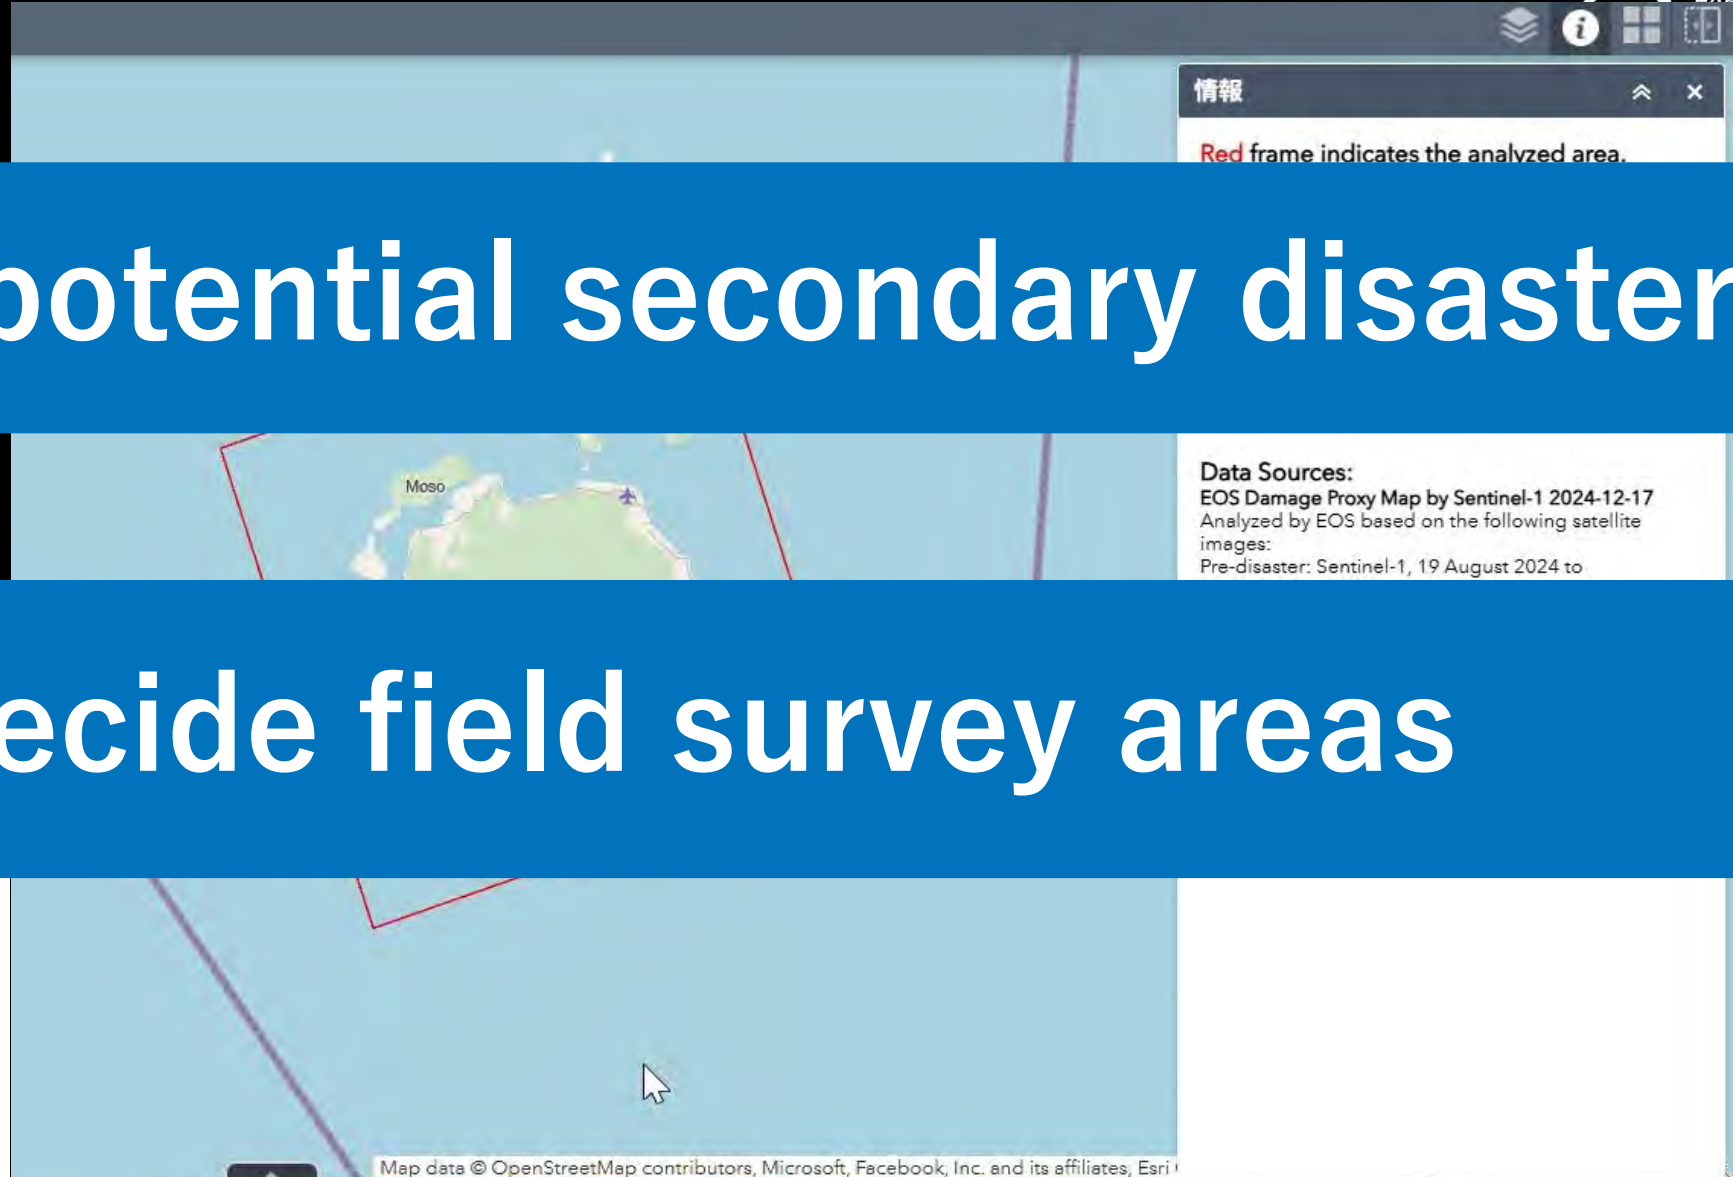 情報
Red frame indicates the analyzed area.
potential secondary disaster
Moso
Data Sources:
EOS Damage Proxy Map by Sentinel-1 2024-12-17
Analyzed by EOS based on the following satellite
images:
Pre-disaster: Sentinel-1, 19 August 2024 to
ecide field survey areas
Map data © OpenStreetMap contributors, Microsoft, Facebook, Inc. and its affiliates, Esri